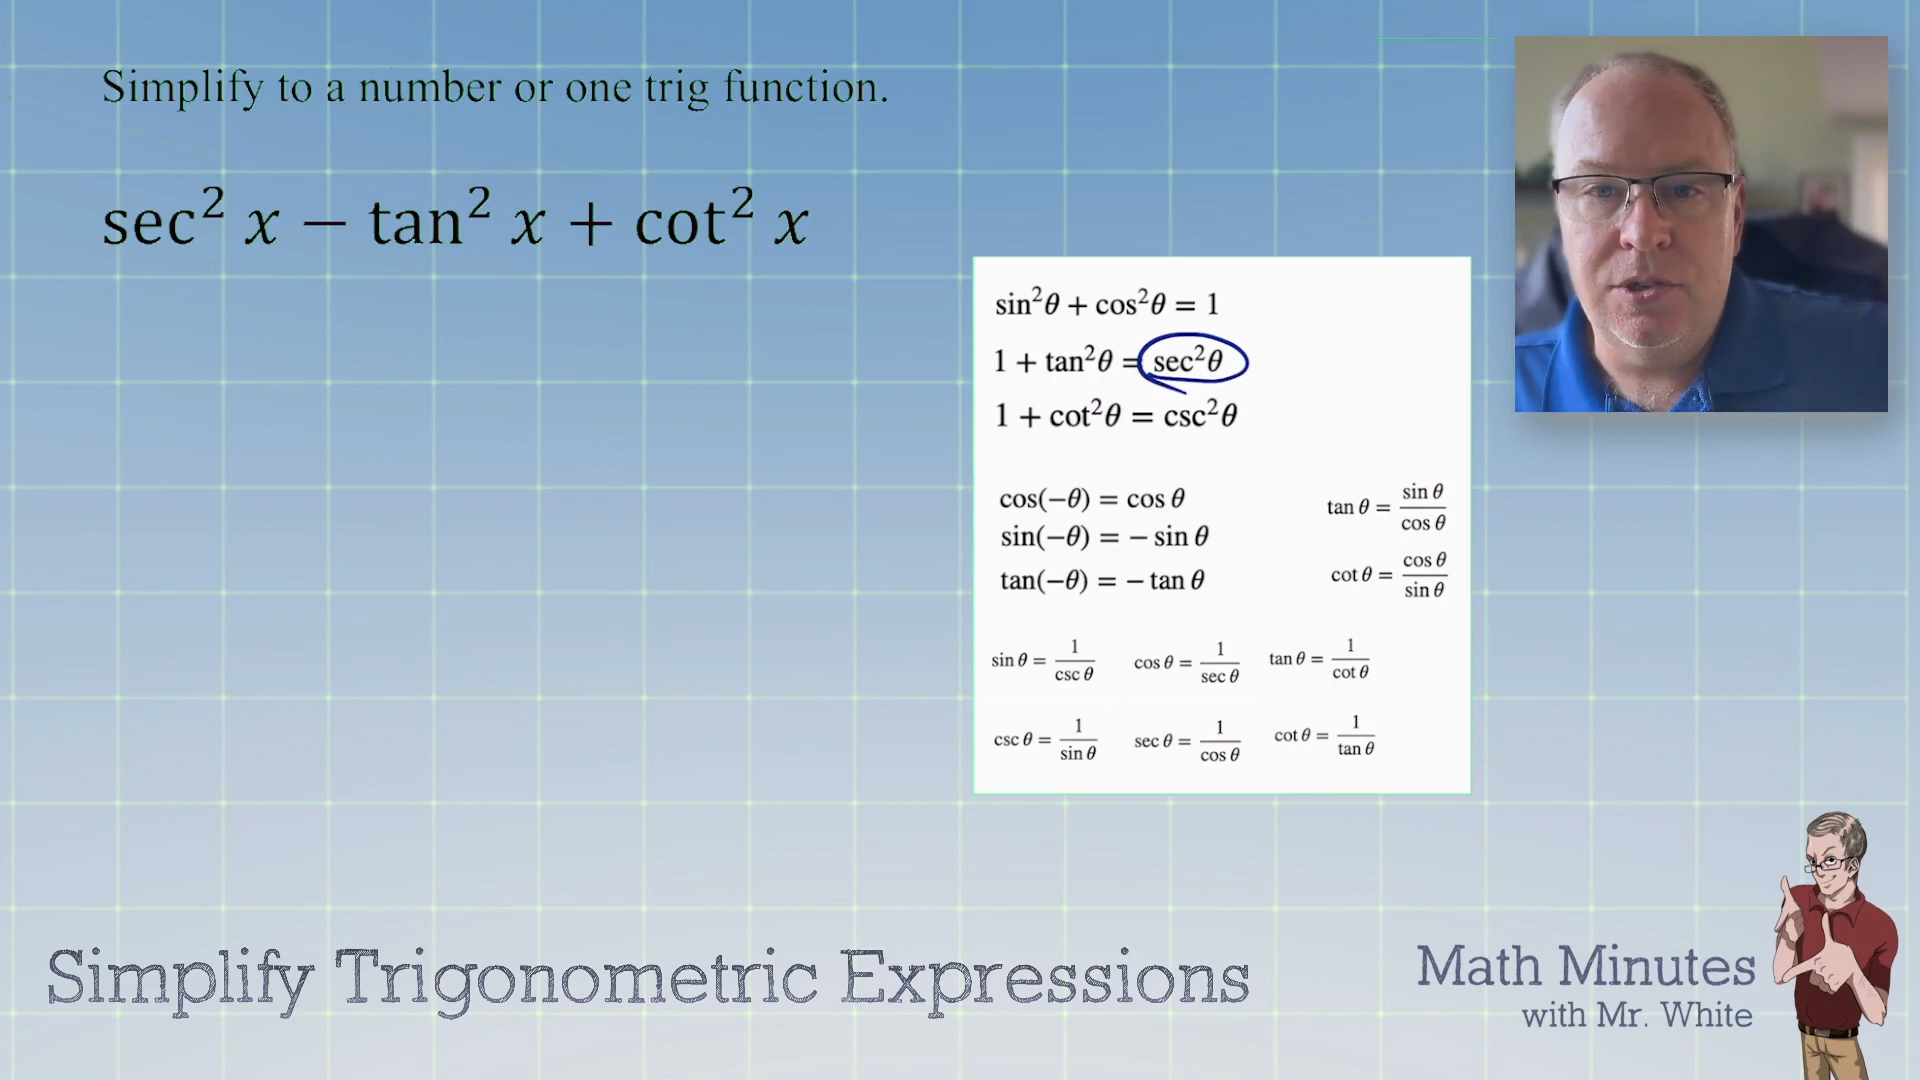 Simplify to a number or one trig function.
sec² x − tan² x + cot² x
sin²θ + cos²θ = 1
1 + tan²θ = sec²θ
1 + cot²θ = csc²θ
cos(−θ) = cos θ
sin(−θ) = − sin θ
tan(−θ) = − tan θ
tan θ = sin θ / cos θ
cot θ = cos θ / sin θ
sin θ = 1 / csc θ cos θ = 1 / sec θ tan θ = 1 / cot θ
csc θ = 1 / sin θ sec θ = 1 / cos θ cot θ = 1 / tan θ
Simplify Trigonometric Expressions
Math Minutes
with Mr. White